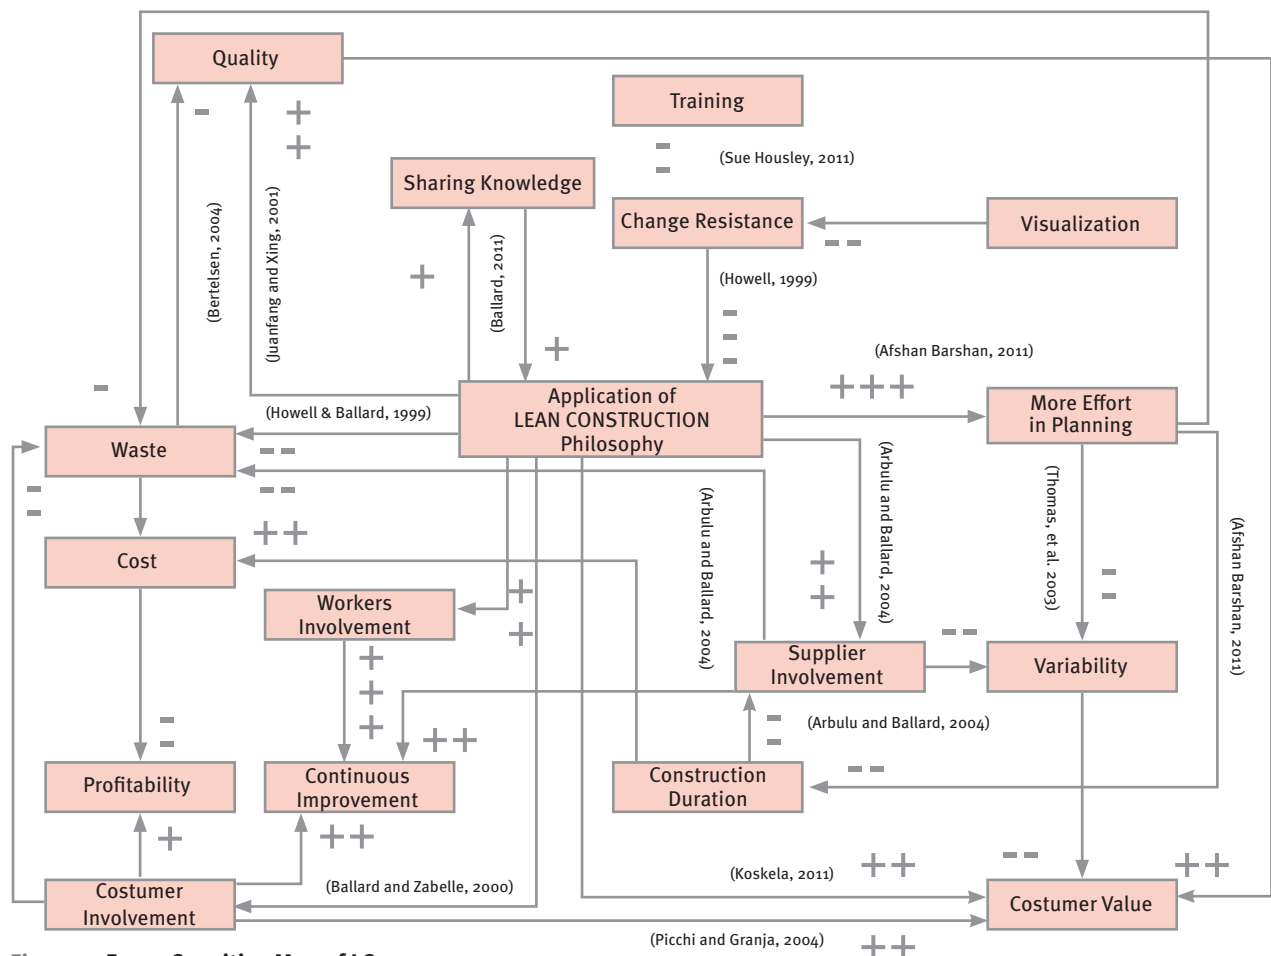 Quality
Training
(Sue Housley, 2011)
Sharing Knowledge
Change Resistance
Visualization
(Bertelsen, 2004)
(Juanfang and Xing, 2001)
(Ballard, 2011)
(Howell, 1999)
(Afshan Barshan, 2011)
Application of
LEAN CONSTRUCTION
Philosophy
More Effort
in Planning
(Howell & Ballard, 1999)
Waste
(Arbulu and Ballard, 2004)
(Arbulu and Ballard, 2004)
(Thomas, et al. 2003)
(Afshan Barshan, 2011)
Cost
Workers
Involvement
Supplier
Involvement
Variability
(Arbulu and Ballard, 2004)
Profitability
Continuous
Improvement
Construction
Duration
(Koskela, 2011)
Costumer
Involvement
(Ballard and Zabelle, 2000)
Costumer Value
(Picchi and Granja, 2004)